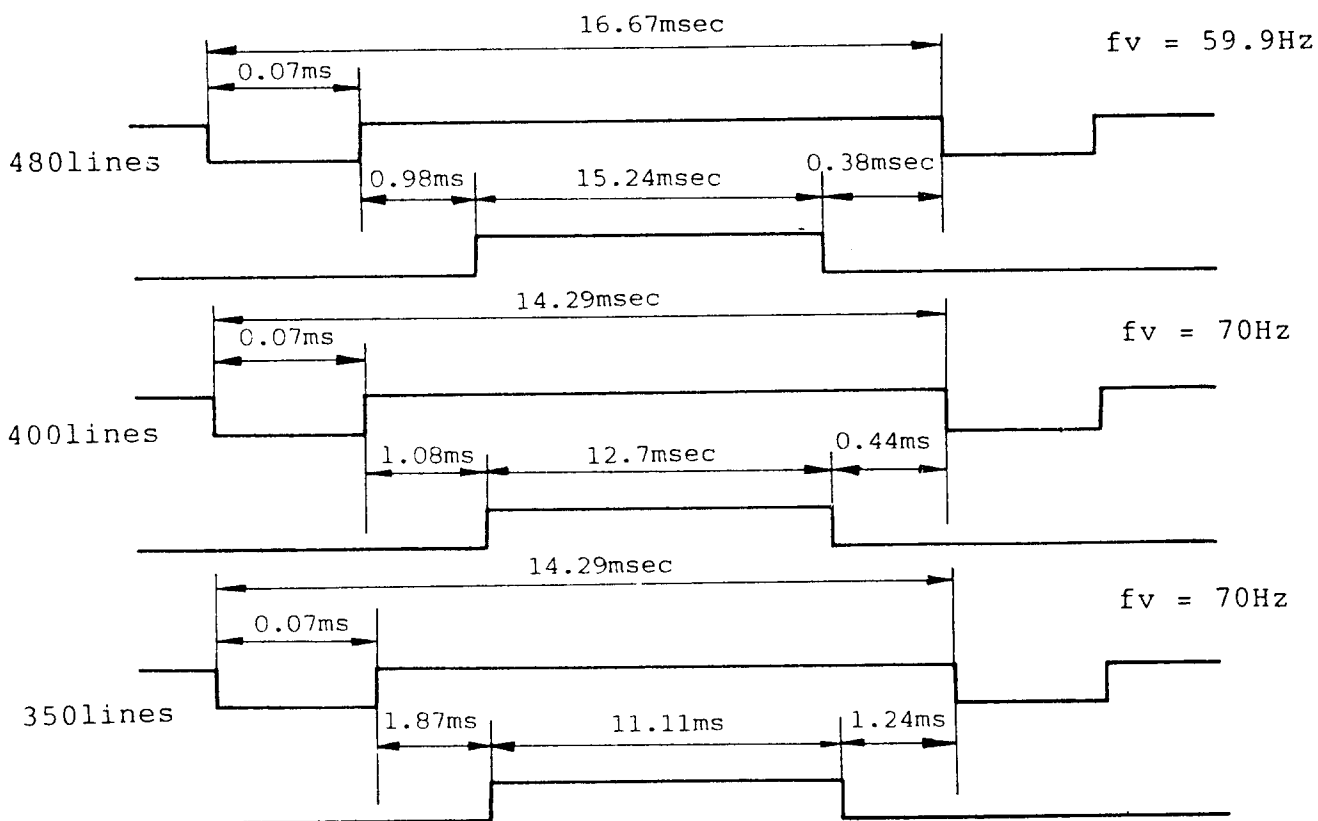 16.67msec
fv = 59.9Hz
0.07ms
480lines
0.98ms
15.24msec
0.38msec
14.29msec
fv = 70Hz
0.07ms
400lines
1.08ms
12.7msec
0.44ms
14.29msec
fv = 70Hz
0.07ms
350lines
1.87ms
11.11ms
1.24ms